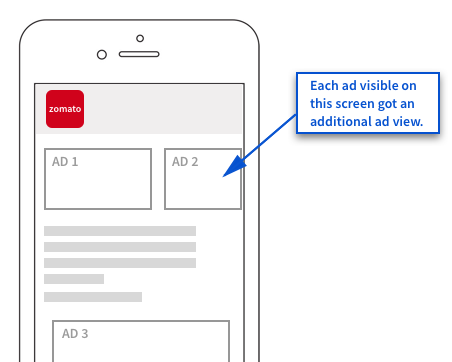 zomato
Each ad visible on
this screen got an
additional ad view.
AD 1
AD 2
AD 3